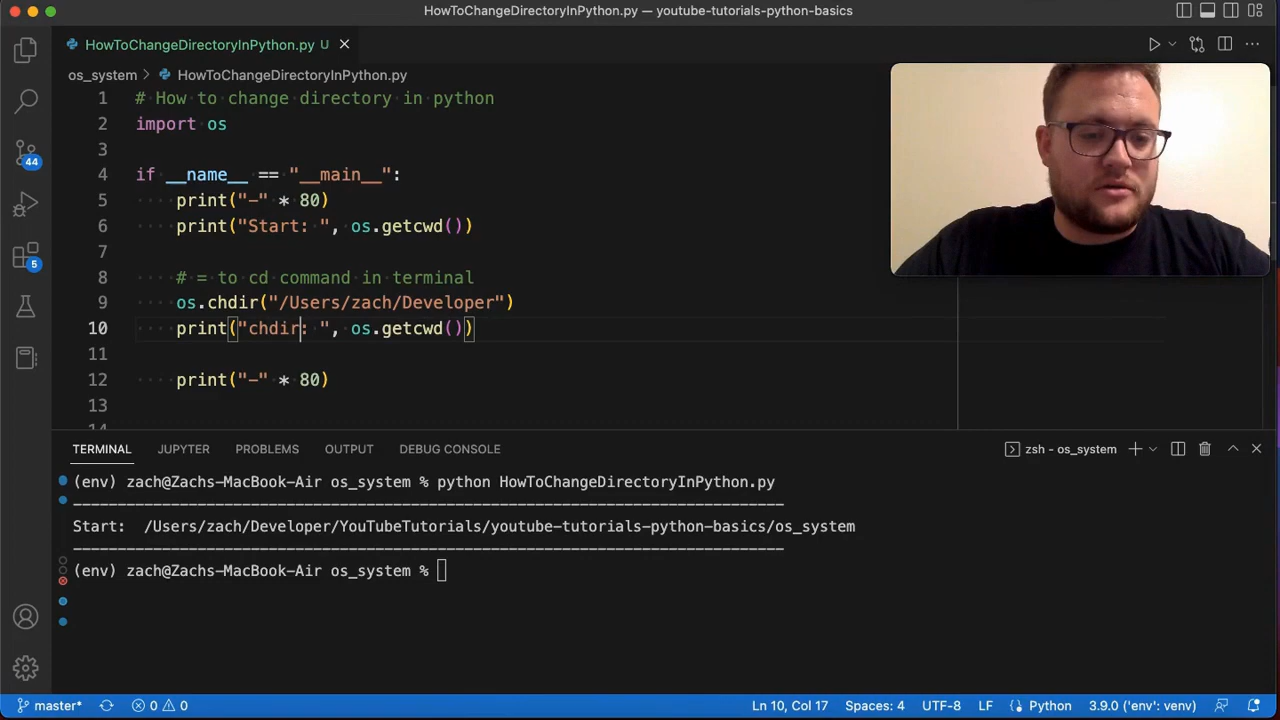 HowToChangeDirectoryInPython.py — youtube-tutorials-python-basics
HowToChangeDirectoryInPython.py U
os_system > HowToChangeDirectoryInPython.py
1 # How to change directory in python
2 import os
3
4 if __name__ == "__main__":
5 print("-" * 80)
6 print("Start: ", os.getcwd())
7
8 # = to cd command in terminal
9 os.chdir("/Users/zach/Developer")
10 print("chdir: ", os.getcwd())
11
12 print("-" * 80)
13
14
44
5
TERMINAL JUPYTER PROBLEMS OUTPUT DEBUG CONSOLE zsh - os_system
(env) zach@Zachs-MacBook-Air os_system % python HowToChangeDirectoryInPython.py
--------------------------------------------------------------------------------
Start:  /Users/zach/Developer/YouTubeTutorials/youtube-tutorials-python-basics/os_system
--------------------------------------------------------------------------------
(env) zach@Zachs-MacBook-Air os_system %
master* 0 0 Ln 10, Col 17 Spaces: 4 UTF-8 LF Python 3.9.0 ('env': venv)